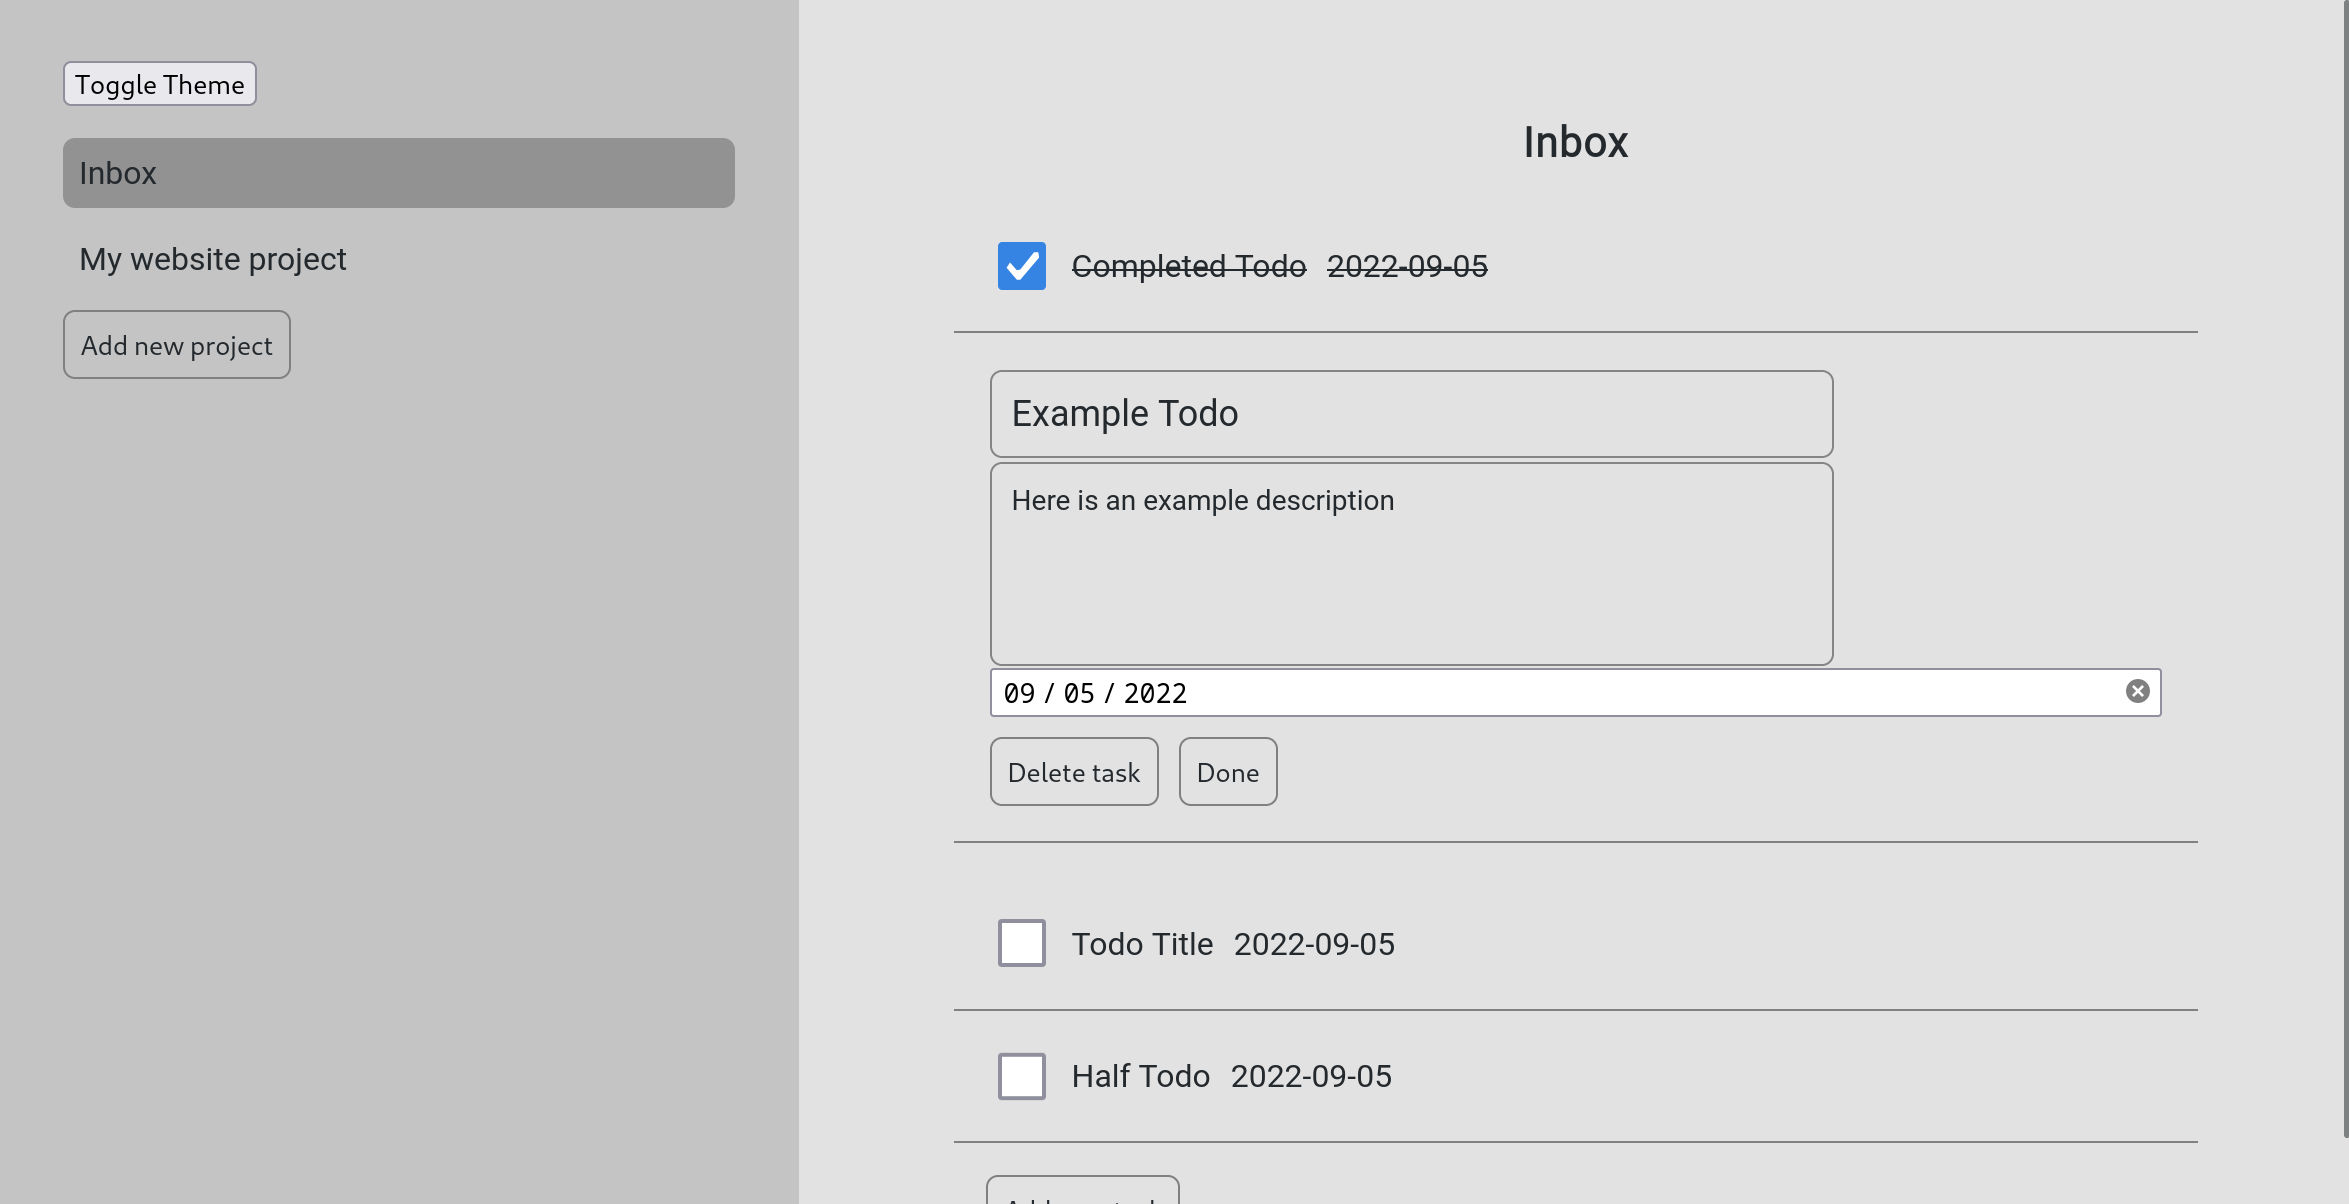 Toggle Theme
Inbox
My website project
Add new project
Inbox
Completed Todo 2022-09-05
Example Todo
Here is an example description
09 / 05 / 2022
Delete task Done
Todo Title 2022-09-05
Half Todo 2022-09-05